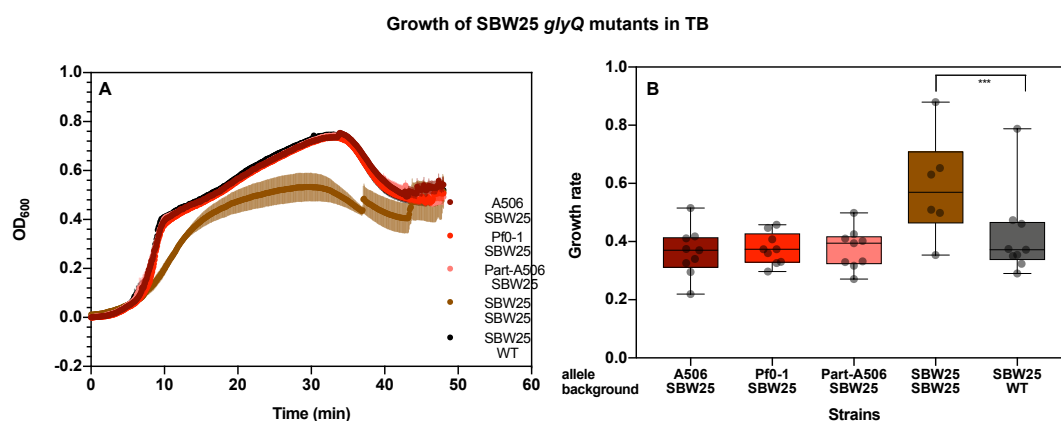 Growth of SBW25 glyQ mutants in TB
A
1.0
0.8
0.6
0.4
0.2
0.0
-0.2
OD600
0
10
20
30
40
50
60
Time (min)
A506
SBW25
Pf0-1
SBW25
Part-A506
SBW25
SBW25
SBW25
SBW25
WT
B
***
1.0
0.8
0.6
0.4
0.2
0.0
Growth rate
allele A506 Pf0-1 Part-A506 SBW25 SBW25
background SBW25 SBW25 SBW25 SBW25 WT
Strains